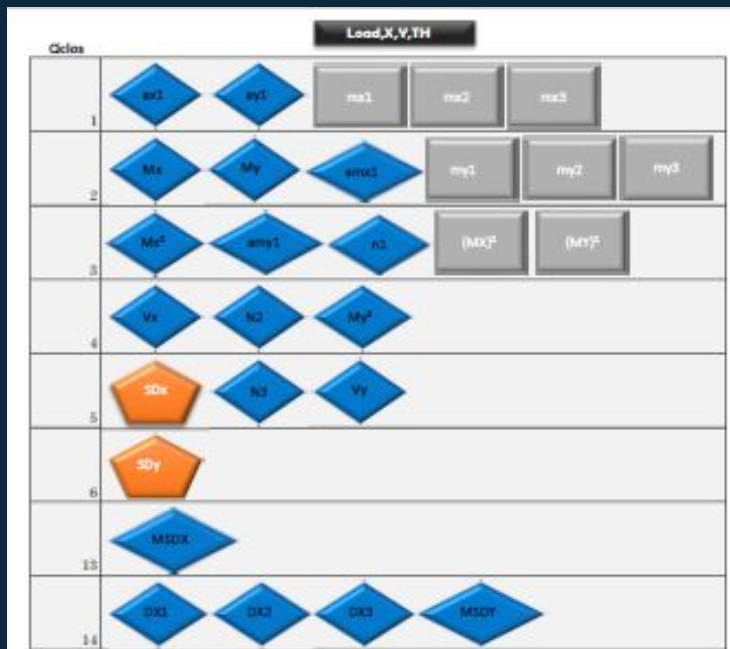 Load,X,Y,TH
Ciclos
1 ax1 ay1 mx1 mx2 mx3
2 Mx My amx1 my1 my2 my3
3 Mx² amy1 n1 (MX)² (MY)²
4 Vx N2 My²
5 SDx N3 Vy
6 SDy
13 MSDX
14 DX1 DX2 DX3 MSDY